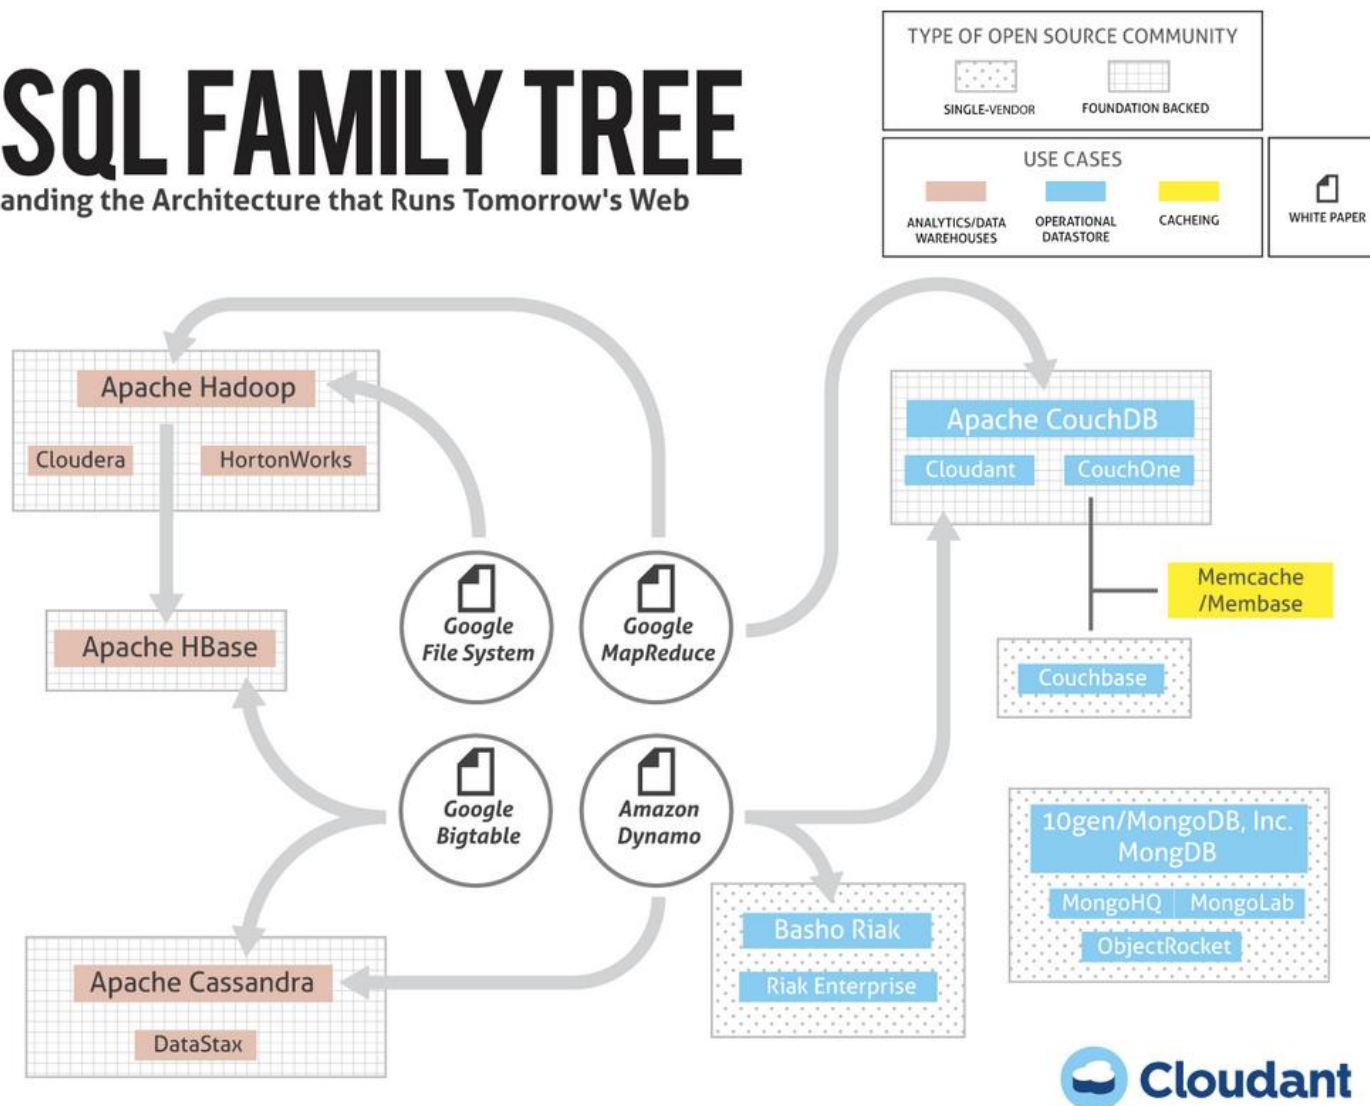 SQL FAMILY TREE
anding the Architecture that Runs Tomorrow's Web
TYPE OF OPEN SOURCE COMMUNITY
SINGLE-VENDOR
FOUNDATION BACKED
USE CASES
ANALYTICS/DATA
WAREHOUSES
OPERATIONAL
DATASTORE
CACHEING
WHITE PAPER
Apache Hadoop
Cloudera
HortonWorks
Apache HBase
Google
File System
Google
MapReduce
Google
Bigtable
Amazon
Dynamo
Apache Cassandra
DataStax
Apache CouchDB
Cloudant
CouchOne
Memcache
/Membase
Couchbase
Basho Riak
Riak Enterprise
10gen/MongoDB, Inc.
MongDB
MongoHQ
MongoLab
ObjectRocket
Cloudant